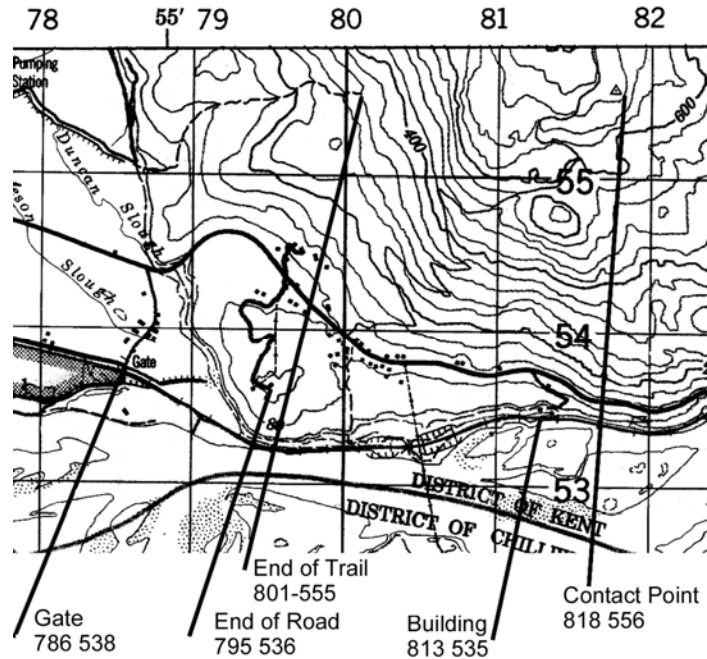 78 55' 79 80 81 82
Pumping
Station
Duncan Slough
400
600
55
eson
Slough
54
Gate
80
53
DISTRICT OF KENT
DISTRICT OF CHILLI
End of Trail
801-555
Gate
786 538
End of Road
795 536
Building
813 535
Contact Point
818 556